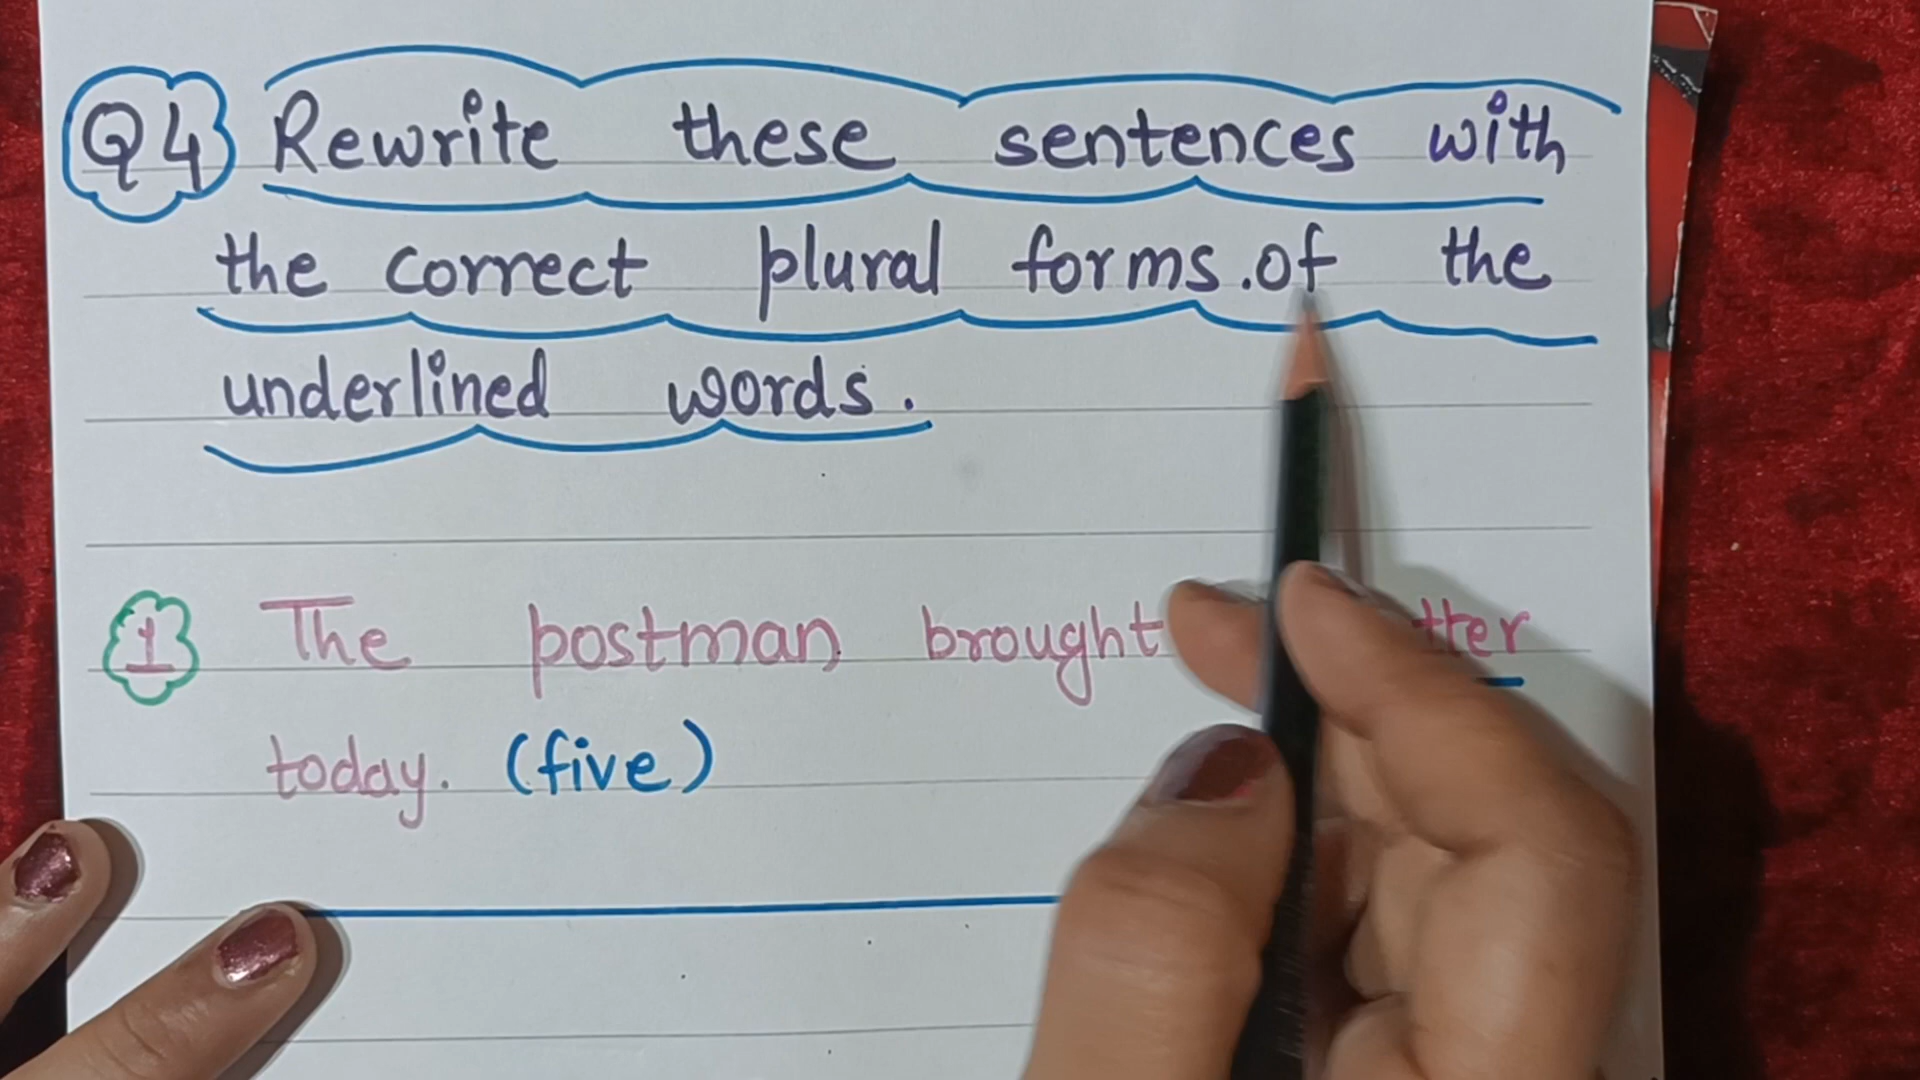 Q4 Rewrite these sentences with
the correct plural forms.of the
underlined words.
1 The postman brought
today. (five)